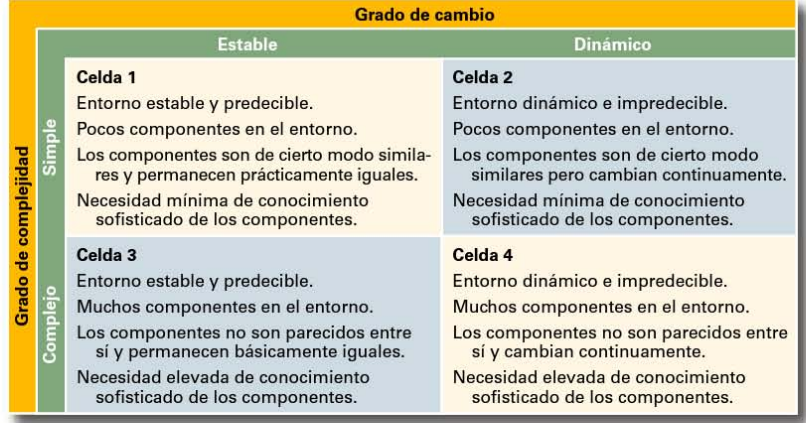 Grado de cambio
Estable
Dinámico
Grado de complejidad
Simple
Celda 1
Entorno estable y predecible.
Pocos componentes en el entorno.
Los componentes son de cierto modo simila-
res y permanecen prácticamente iguales.
Necesidad mínima de conocimiento
sofisticado de los componentes.
Celda 2
Entorno dinámico e impredecible.
Pocos componentes en el entorno.
Los componentes son de cierto modo
similares pero cambian continuamente.
Necesidad mínima de conocimiento
sofisticado de los componentes.
Complejo
Celda 3
Entorno estable y predecible.
Muchos componentes en el entorno.
Los componentes no son parecidos entre
sí y permanecen básicamente iguales.
Necesidad elevada de conocimiento
sofisticado de los componentes.
Celda 4
Entorno dinámico e impredecible.
Muchos componentes en el entorno.
Los componentes no son parecidos entre
sí y cambian continuamente.
Necesidad elevada de conocimiento
sofisticado de los componentes.